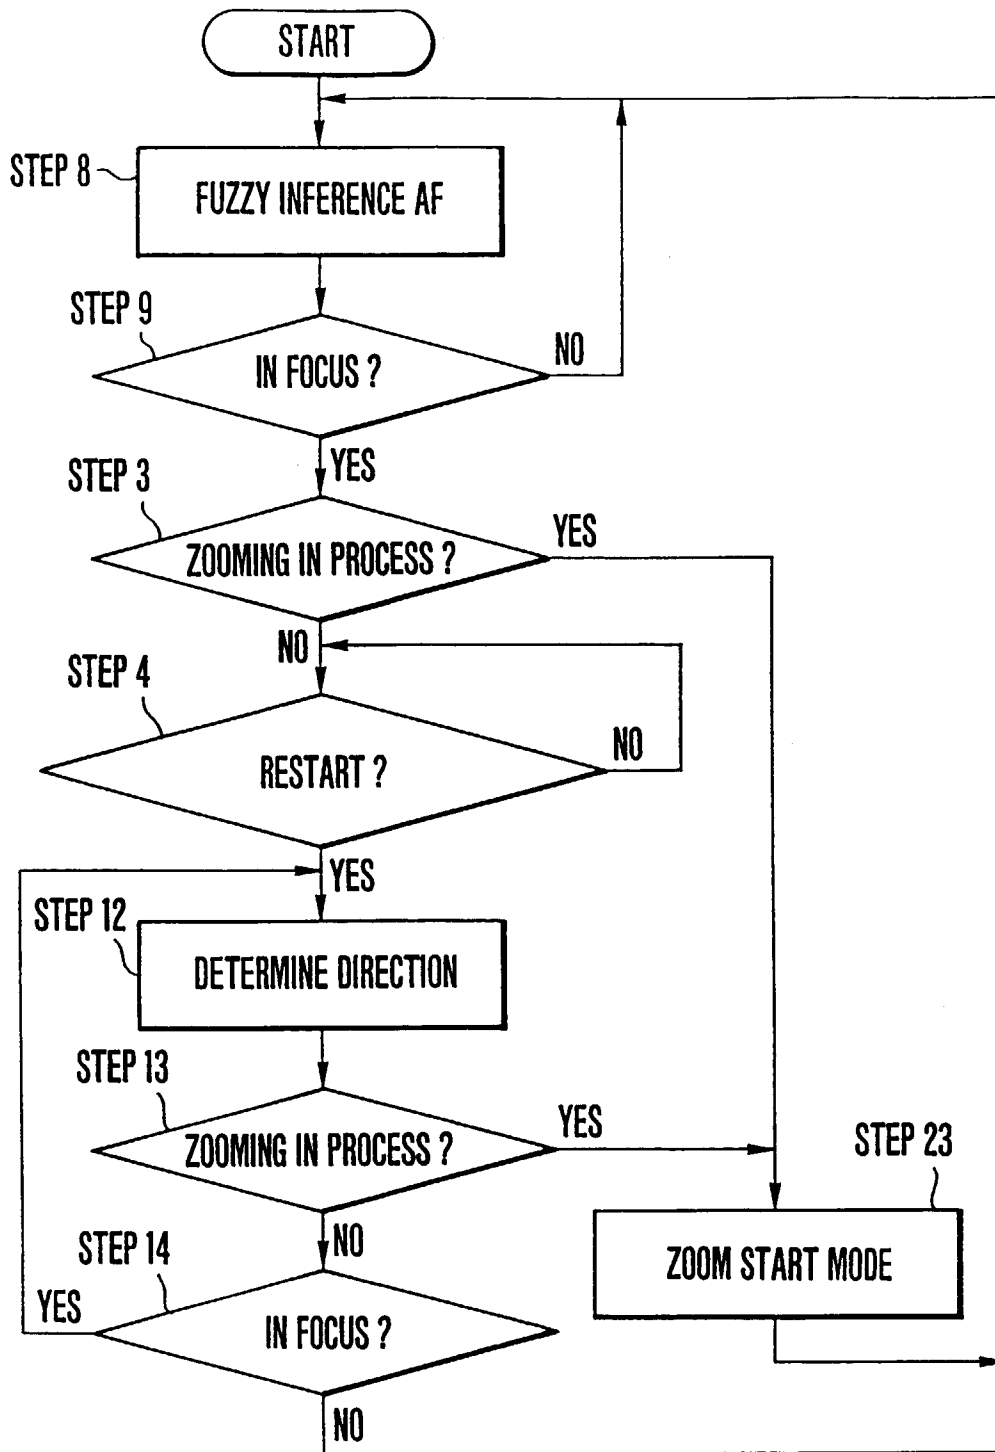 START
STEP 8
FUZZY INFERENCE AF
STEP 9
IN FOCUS ?
NO
YES
STEP 3
ZOOMING IN PROCESS ?
YES
NO
STEP 4
RESTART ?
NO
YES
STEP 12
DETERMINE DIRECTION
STEP 13
ZOOMING IN PROCESS ?
YES
STEP 23
NO
STEP 14
ZOOM START MODE
YES
IN FOCUS ?
NO